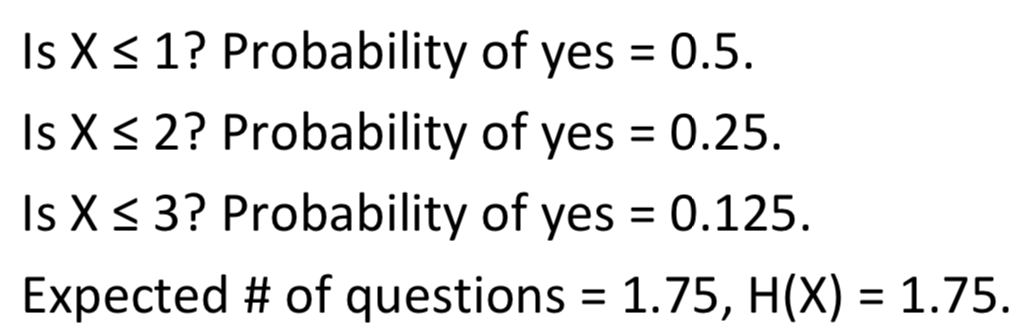 Is X ≤ 1? Probability of yes = 0.5.
Is X ≤ 2? Probability of yes = 0.25.
Is X ≤ 3? Probability of yes = 0.125.
Expected # of questions = 1.75, H(X) = 1.75.